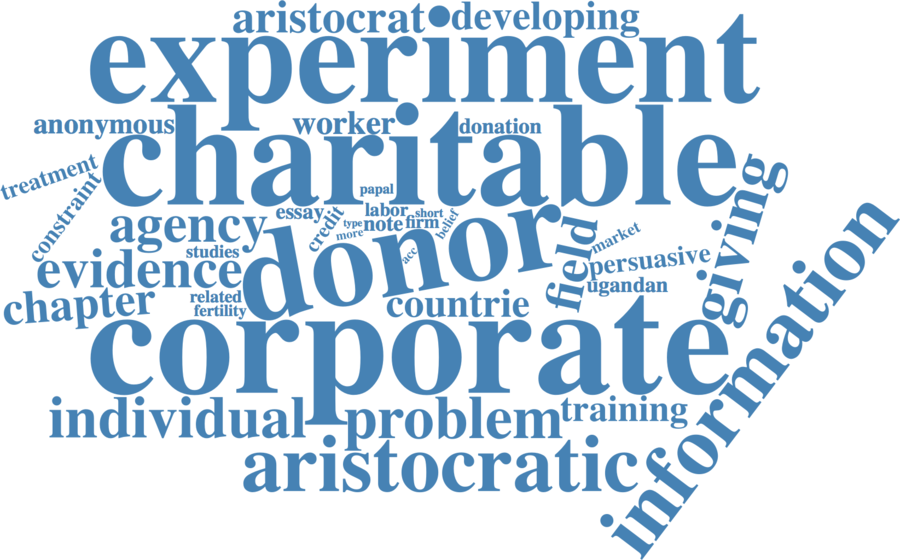 aristocrat•developing
experiment
anonymous
worker
donation
charitable
treatment
constraint
papal
giving
essay
credit
labor
short
type
note
firm
belief
more
agency
studies
donor
acc
field
market
persuasive
ugandan
evidence
chapter
related
fertility
countrie
information
corporate
individual
problem
training
aristocratic